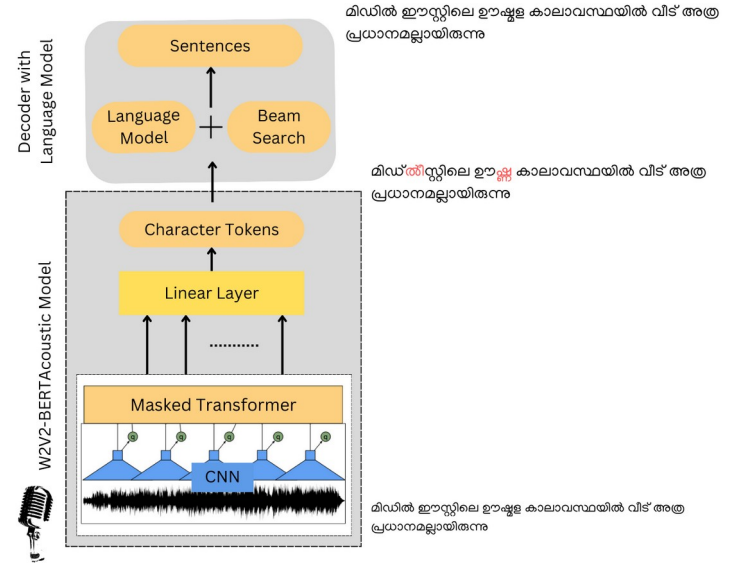 മിഡിൽ ഈസ്റ്റിലെ ഊഷ്മള കാലാവസ്ഥയിൽ വീട് അത്ര
പ്രധാനമല്ലായിരുന്നു
Decoder with
Language Model
Sentences
Language
Model
+
Beam
Search
മിഡ്തീസ്റ്റിലെ ഊഷ്ണ കാലാവസ്ഥയിൽ വീട് അത്ര
പ്രധാനമല്ലായിരുന്നു
W2V2-BERTAcoustic Model
Character Tokens
Linear Layer
...........
Masked Transformer
q q q q q
CNN
മിഡിൽ ഈസ്റ്റിലെ ഊഷ്മള കാലാവസ്ഥയിൽ വീട് അത്ര
പ്രധാനമല്ലായിരുന്നു